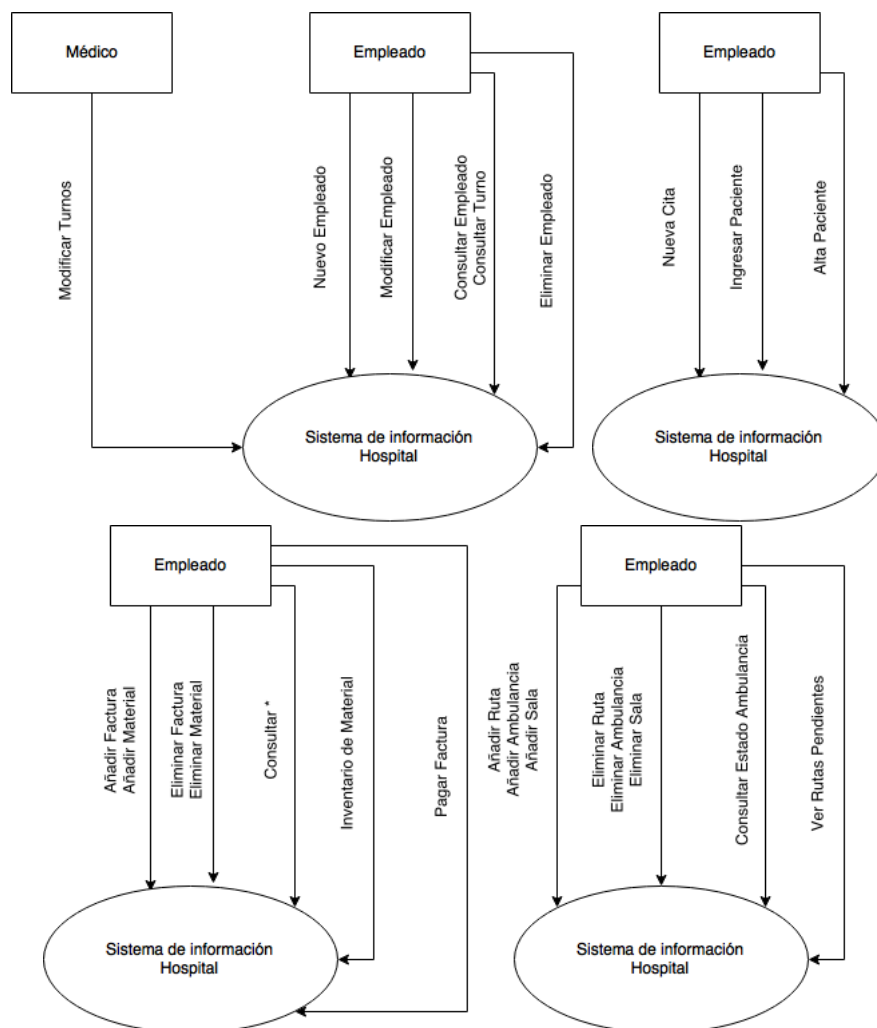 Médico
Empleado
Empleado
Modificar Turnos
Nuevo Empleado
Modificar Empleado
Consultar Empleado
Consultar Turno
Eliminar Empleado
Nueva Cita
Ingresar Paciente
Alta Paciente
Sistema de información
Hospital
Sistema de información
Hospital
Empleado
Empleado
Añadir Factura
Añadir Material
Eliminar Factura
Eliminar Material
Consultar *
Inventario de Material
Pagar Factura
Añadir Ruta
Añadir Ambulancia
Añadir Sala
Eliminar Ruta
Eliminar Ambulancia
Eliminar Sala
Consultar Estado Ambulancia
Ver Rutas Pendientes
Sistema de información
Hospital
Sistema de información
Hospital